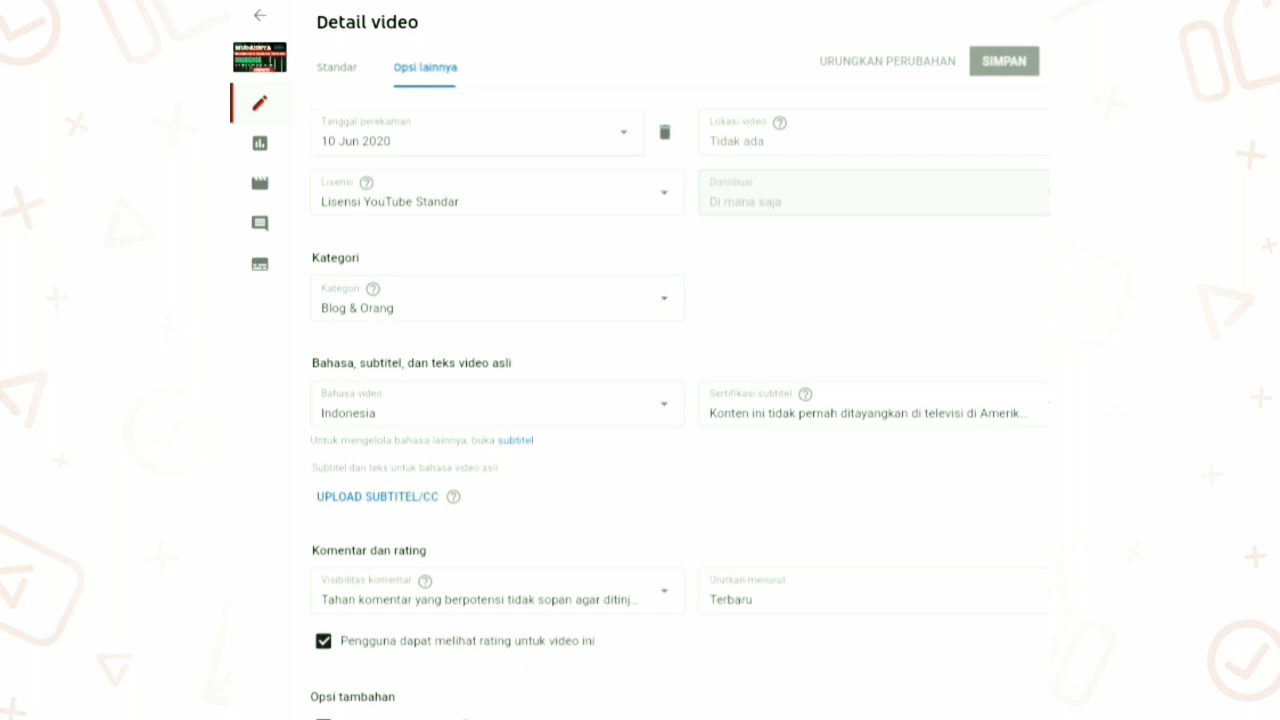 Detail video
Standar
Opsi lainnya
URUNGKAN PERUBAHAN
SIMPAN
Tanggal perekaman
10 Jun 2020
Lokasi video
Tidak ada
Lisensi
Lisensi YouTube Standar
Distribusi
Di mana saja
Kategori
Kategori
Blog & Orang
Bahasa, subtitel, dan teks video asli
Bahasa video
Indonesia
Sertifikasi subtitel
Konten ini tidak pernah ditayangkan di televisi di Amerik...
Untuk mengelola bahasa lainnya, buka subtitel
Subtitel dan teks untuk bahasa video asli
UPLOAD SUBTITEL/CC
Komentar dan rating
Visibilitas komentar
Tahan komentar yang berpotensi tidak sopan agar ditinj...
Urutkan menurut
Terbaru
Pengguna dapat melihat rating untuk video ini
Opsi tambahan